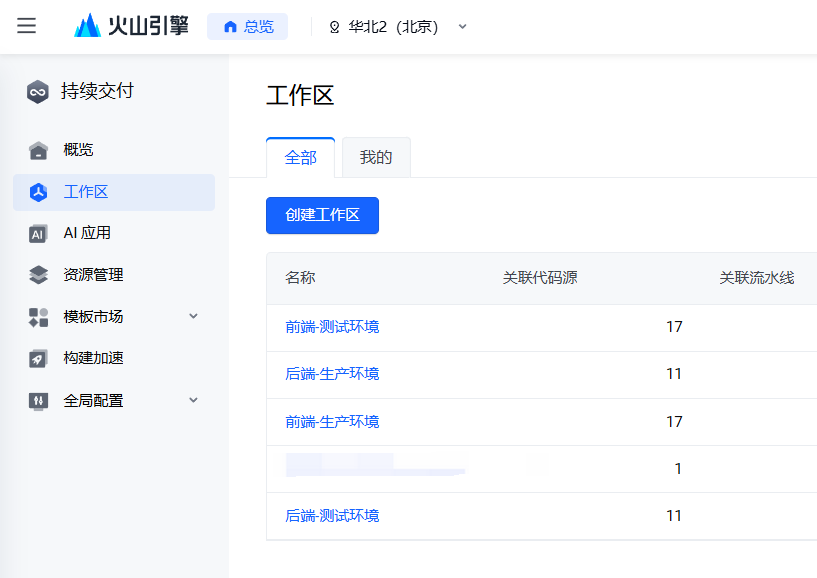 火山引擎 总览 华北2（北京）
持续交付
概览
工作区
AI 应用
资源管理
模板市场
构建加速
全局配置
工作区
全部 我的
创建工作区
名称 关联代码源 关联流水线
前端-测试环境 17
后端-生产环境 11
前端-生产环境 17
1
后端-测试环境 11